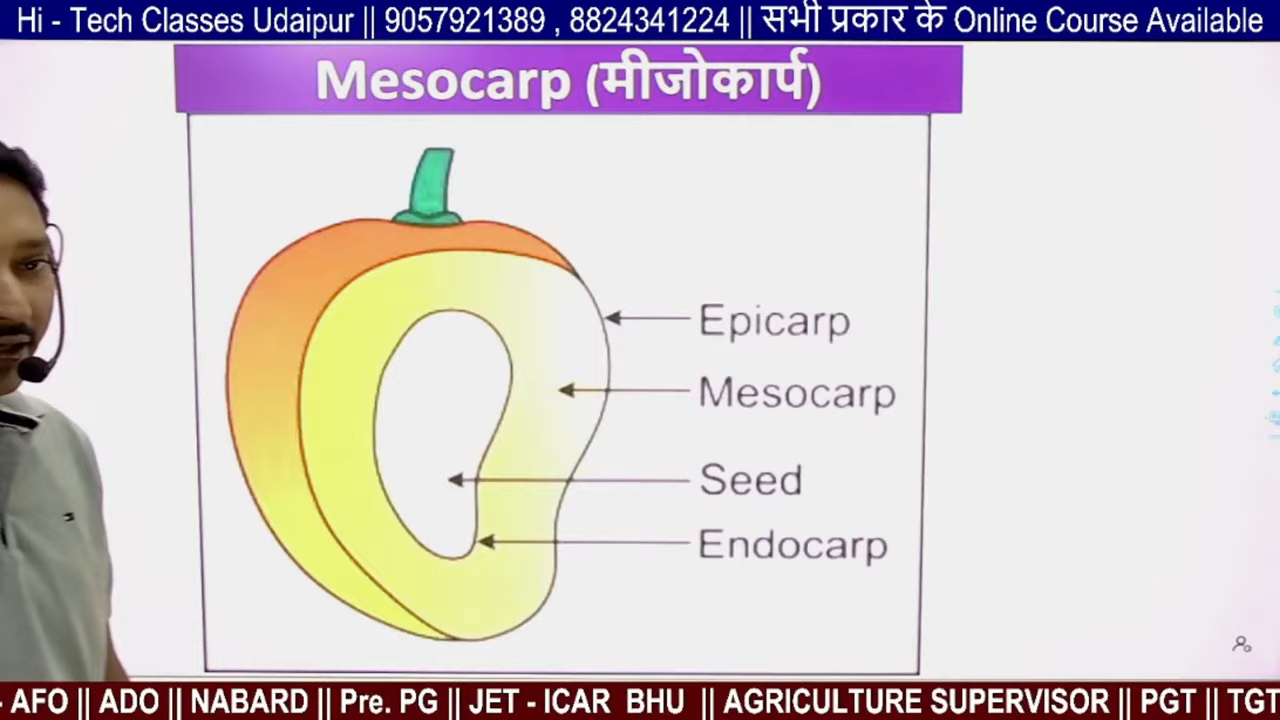 Hi - Tech Classes Udaipur || 9057921389 , 8824341224 || सभी प्रकार के Online Course Available
Mesocarp (मीजोकार्प)
Epicarp
Mesocarp
Seed
Endocarp
- AFO || ADO || NABARD || Pre. PG || JET - ICAR BHU || AGRICULTURE SUPERVISOR || PGT || TGT